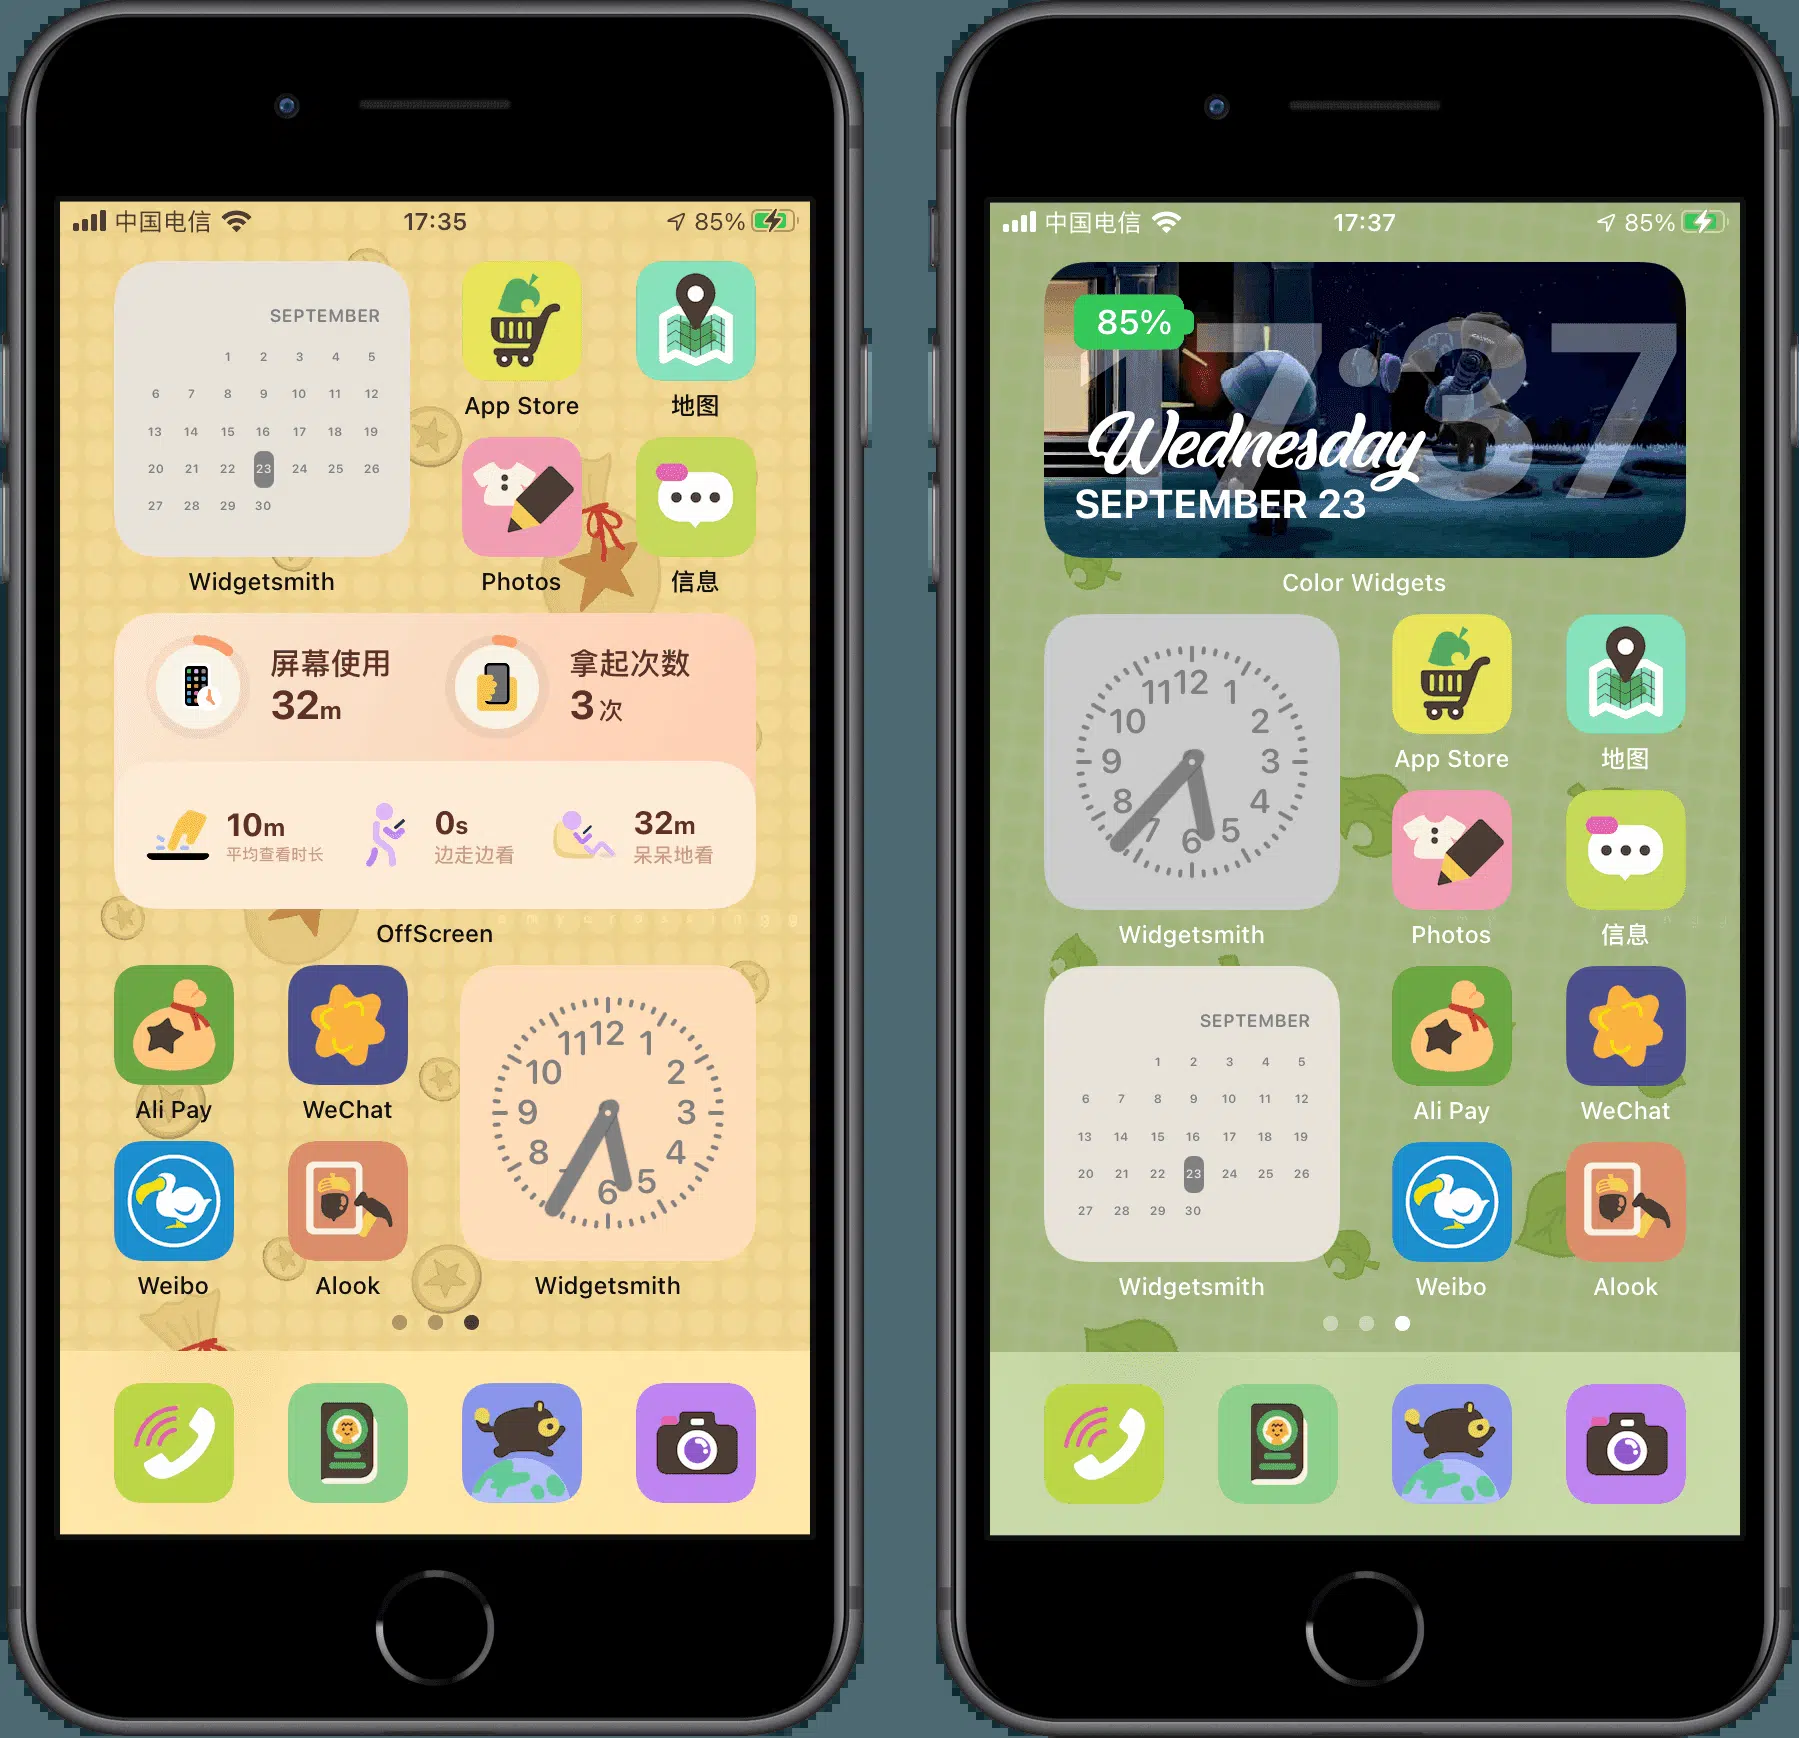 中国电信
17:35
85%
SEPTEMBER
1 2 3 4 5
6 7 8 9 10 11 12
13 14 15 16 17 18 19
20 21 22 23 24 25 26
27 28 29 30
Widgetsmith
App Store
地图
Photos
信息
屏幕使用
32m
拿起次数
3次
10m
平均查看时长
0s
边走边看
32m
呆呆地看
OffScreen
Ali Pay
WeChat
Weibo
Alook
12 1 2 3 4 5 6 8 9 10 11
Widgetsmith
中国电信
17:37
85%
85%
17:37
Wednesday
SEPTEMBER 23
Color Widgets
12 1 2 3 4 5 6 7 8 9 10 11
Widgetsmith
App Store
地图
Photos
信息
SEPTEMBER
1 2 3 4 5
6 7 8 9 10 11 12
13 14 15 16 17 18 19
20 21 22 23 24 25 26
27 28 29 30
Widgetsmith
Ali Pay
WeChat
Weibo
Alook